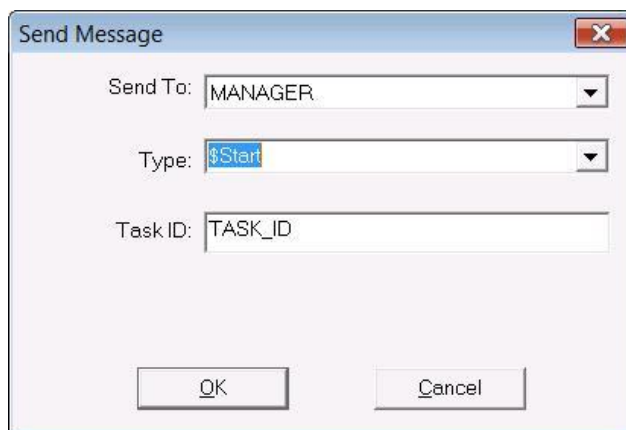 Send Message
Send To: MANAGER
Type: $Start
Task ID: TASK_ID
OK Cancel